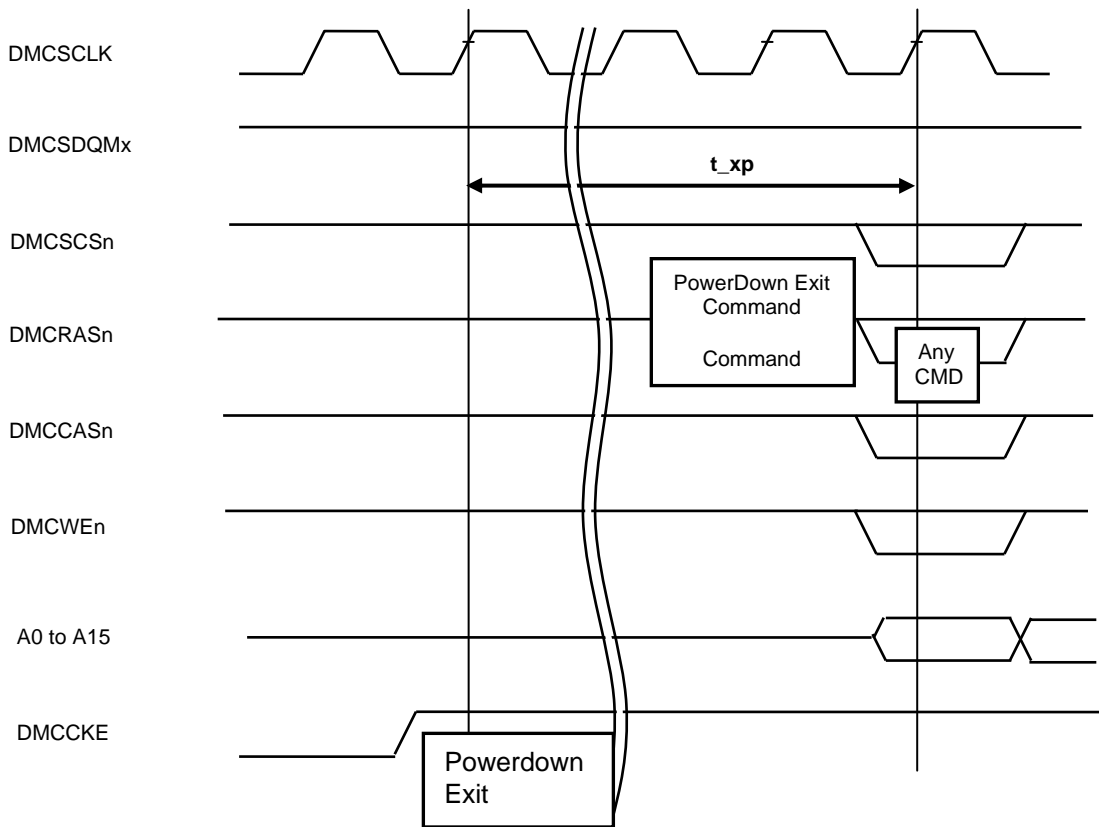 DMCSCLK
DMCSDQMx
t_xp
DMCSCSn
PowerDown Exit
Command
Command
DMCRASn
Any
CMD
DMCCASn
DMCWEn
A0 to A15
DMCCKE
Powerdown
Exit